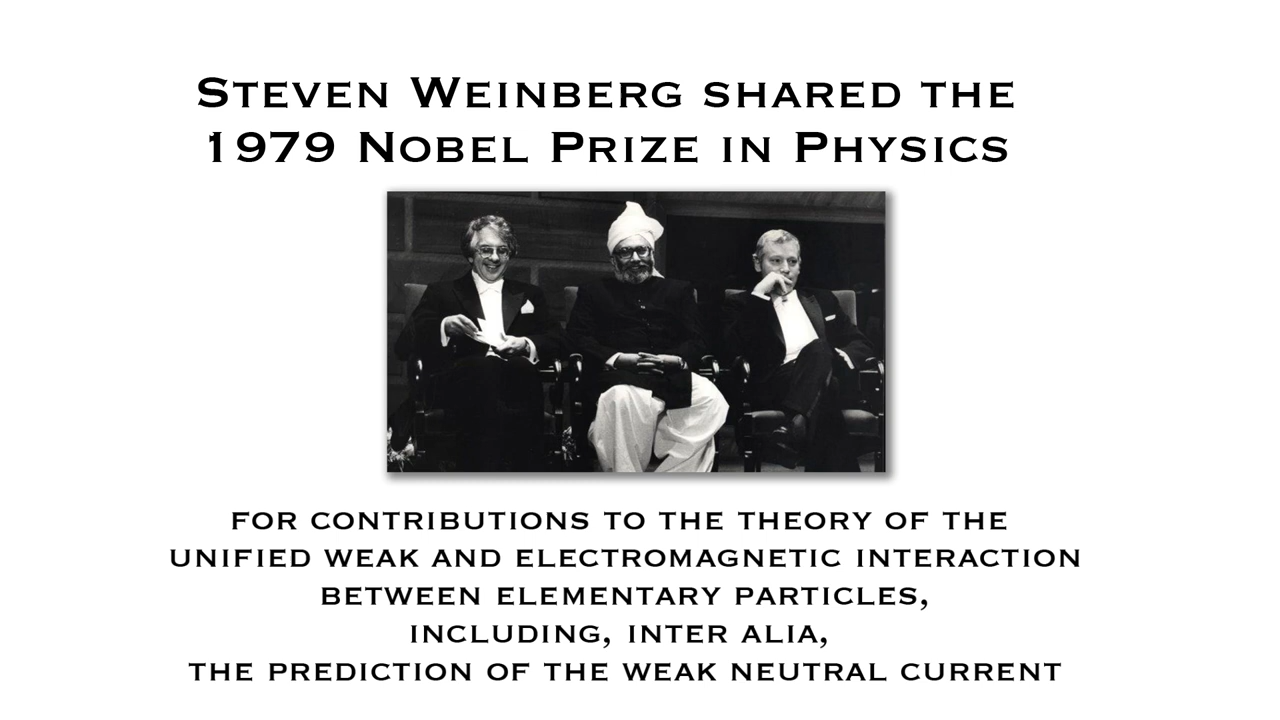 Steven Weinberg shared the
1979 Nobel Prize in Physics
for contributions to the theory of the
unified weak and electromagnetic interaction
between elementary particles,
including, inter alia,
the prediction of the weak neutral current